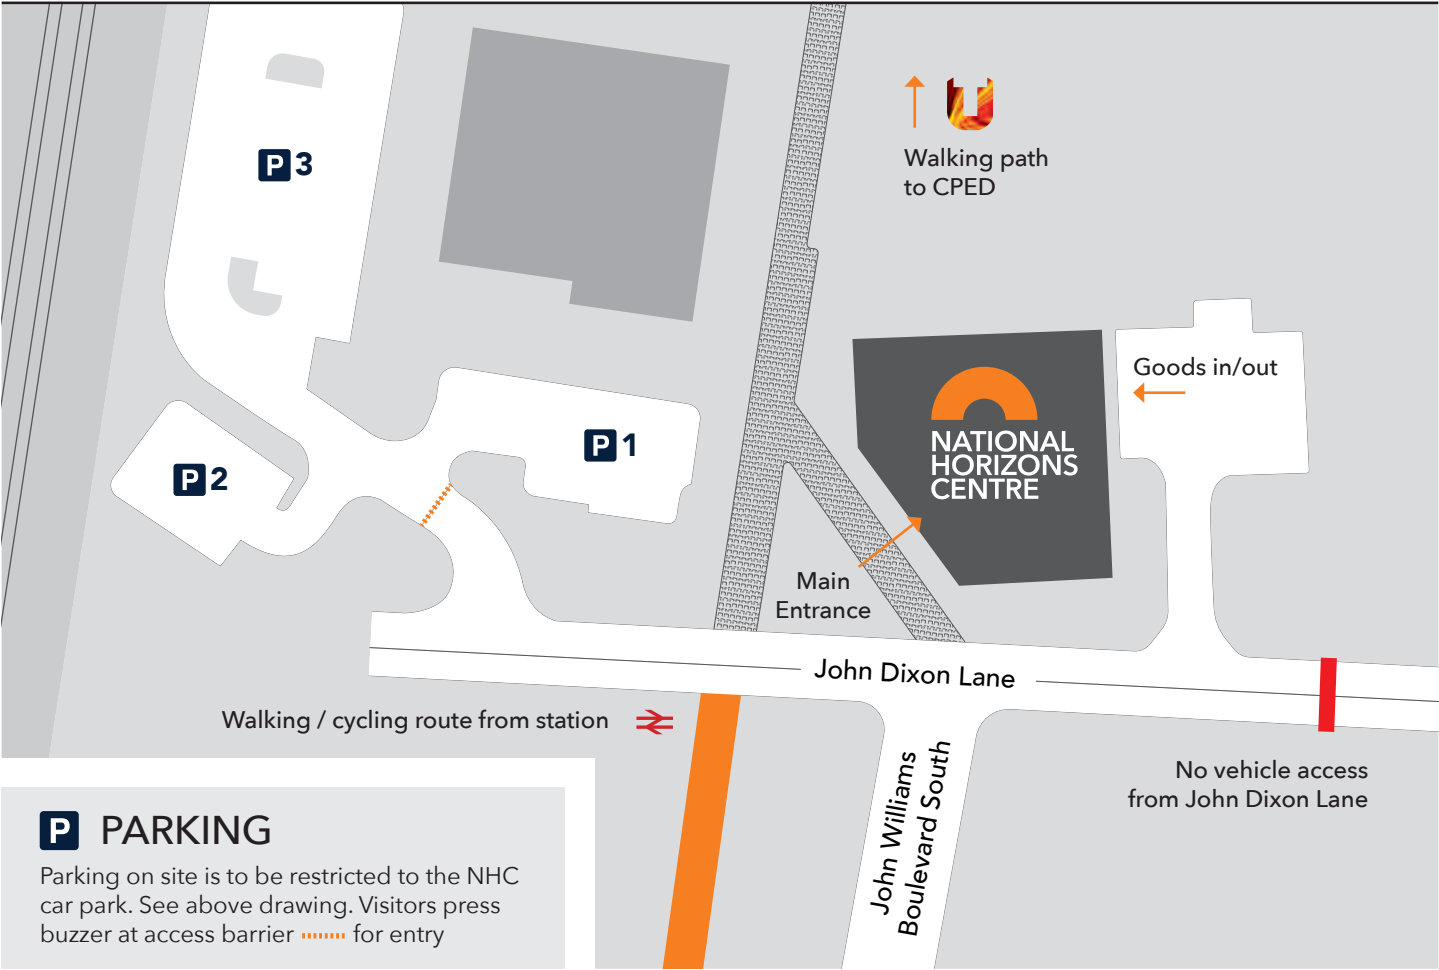 Walking path
to CPED
P 3
Goods in/out
NATIONAL
HORIZONS
CENTRE
P 1
P 2
Main
Entrance
John Dixon Lane
Walking / cycling route from station
John Williams
Boulevard South
No vehicle access
from John Dixon Lane
P PARKING
Parking on site is to be restricted to the NHC
car park. See above drawing. Visitors press
buzzer at access barrier for entry